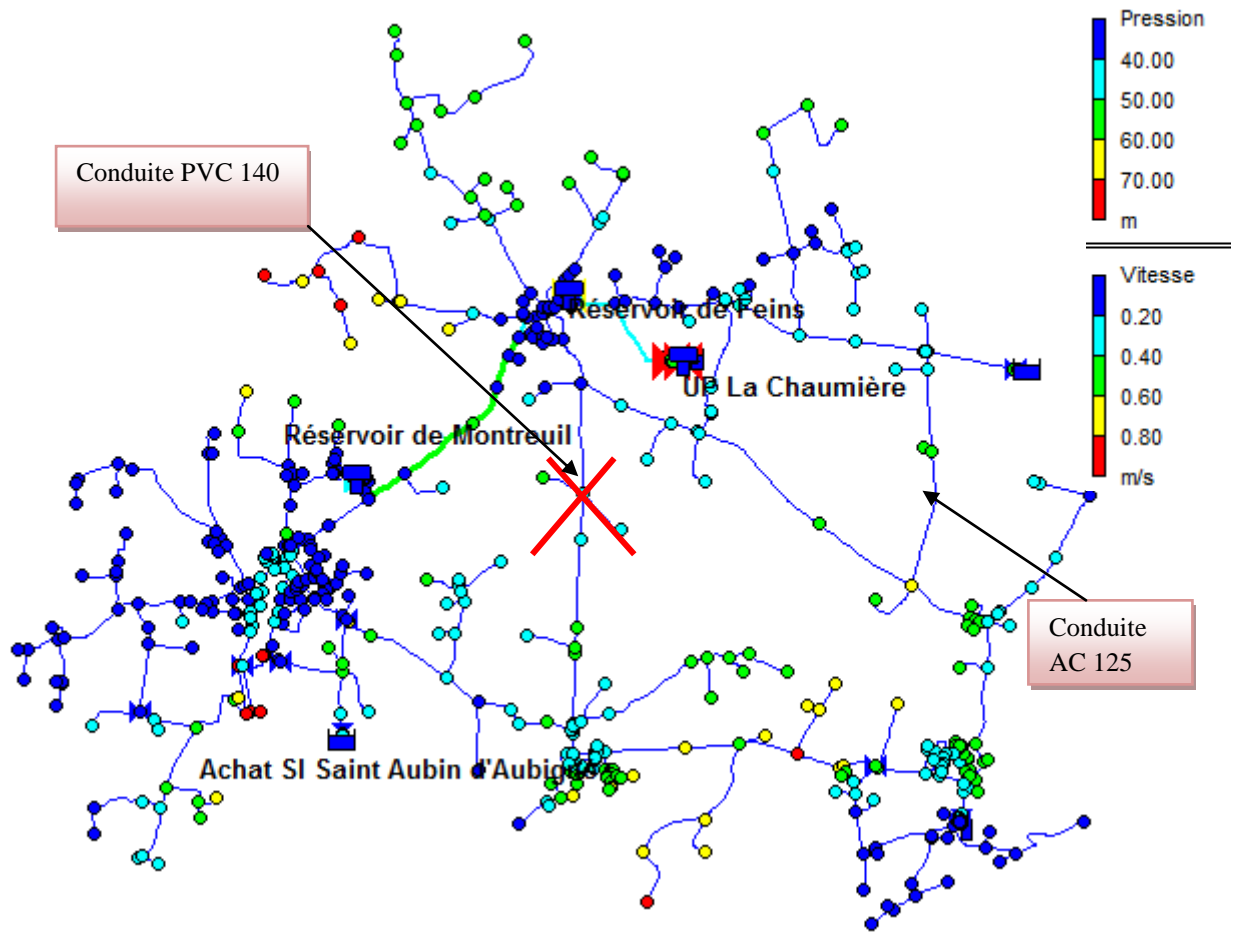 Pression
40.00
50.00
60.00
70.00
m
Vitesse
0.20
0.40
0.60
0.80
m/s
Conduite PVC 140
Réservoir de Feins
UP La Chaumière
Réservoir de Montreuil
Conduite
AC 125
Achat SI Saint Aubin d'Aubigné